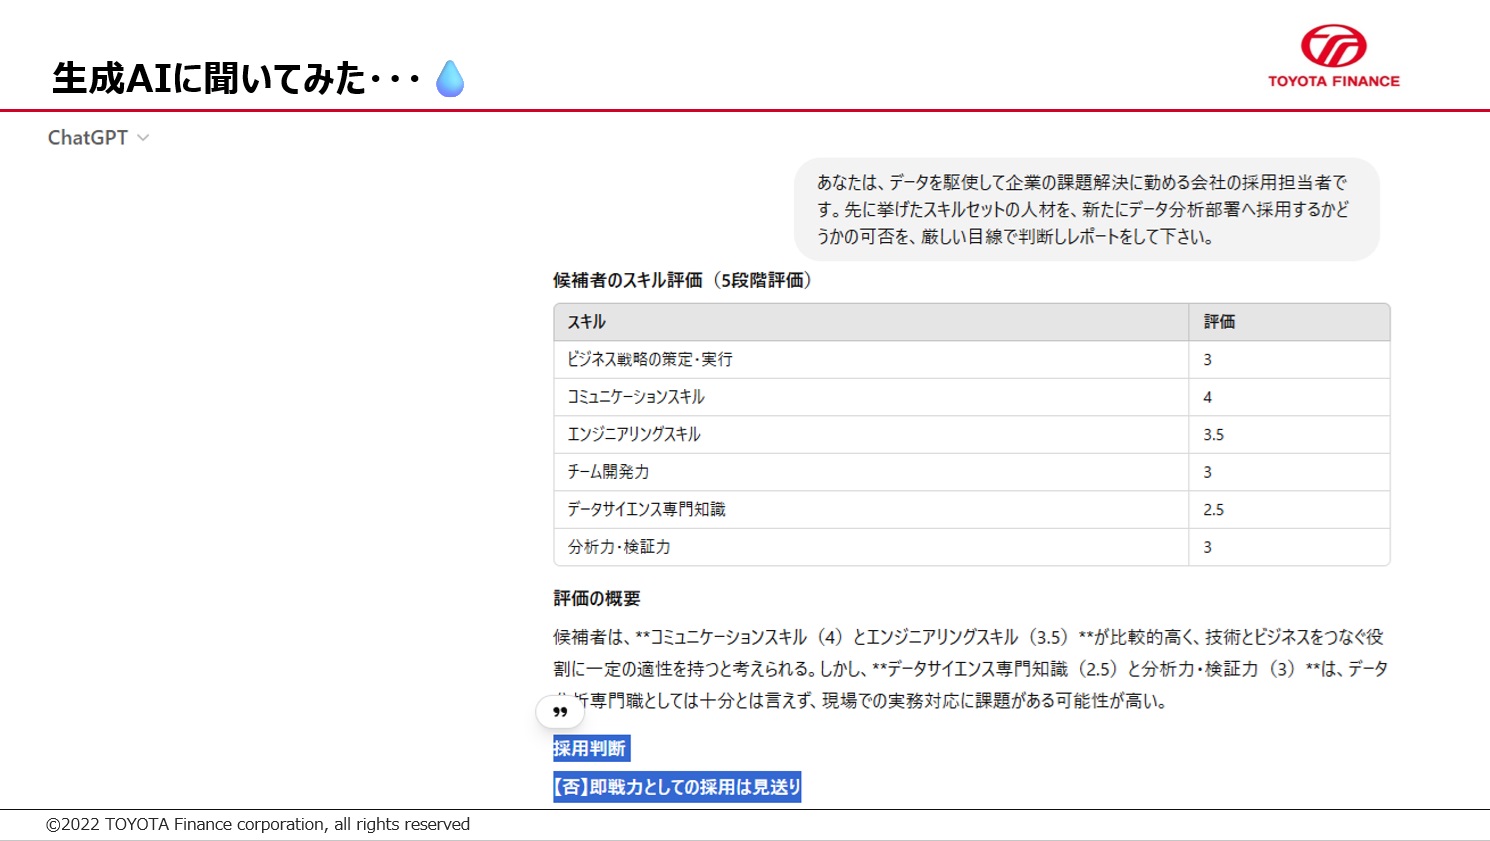 生成AIに聞いてみた・・・
TOYOTA FINANCE
ChatGPT
あなたは、データを駆使して企業の課題解決に勤める会社の採用担当者で
す。先に挙げたスキルセットの人材を、新たにデータ分析部署へ採用するかど
うかの可否を、厳しい目線で判断しレポートをして下さい。
候補者のスキル評価（5段階評価）
スキル 評価
ビジネス戦略の策定・実行 3
コミュニケーションスキル 4
エンジニアリングスキル 3.5
チーム開発力 3
データサイエンス専門知識 2.5
分析力・検証力 3
評価の概要
候補者は、**コミュニケーションスキル（4）とエンジニアリングスキル（3.5）**が比較的高く、技術とビジネスをつなぐ役
割に一定の適性を持つと考えられる。しかし、**データサイエンス専門知識（2.5）と分析力・検証力（3）**は、データ
分析専門職としては十分とは言えず、現場での実務対応に課題がある可能性が高い。
採用判断
【否】即戦力としての採用は見送り
©2022 TOYOTA Finance corporation, all rights reserved